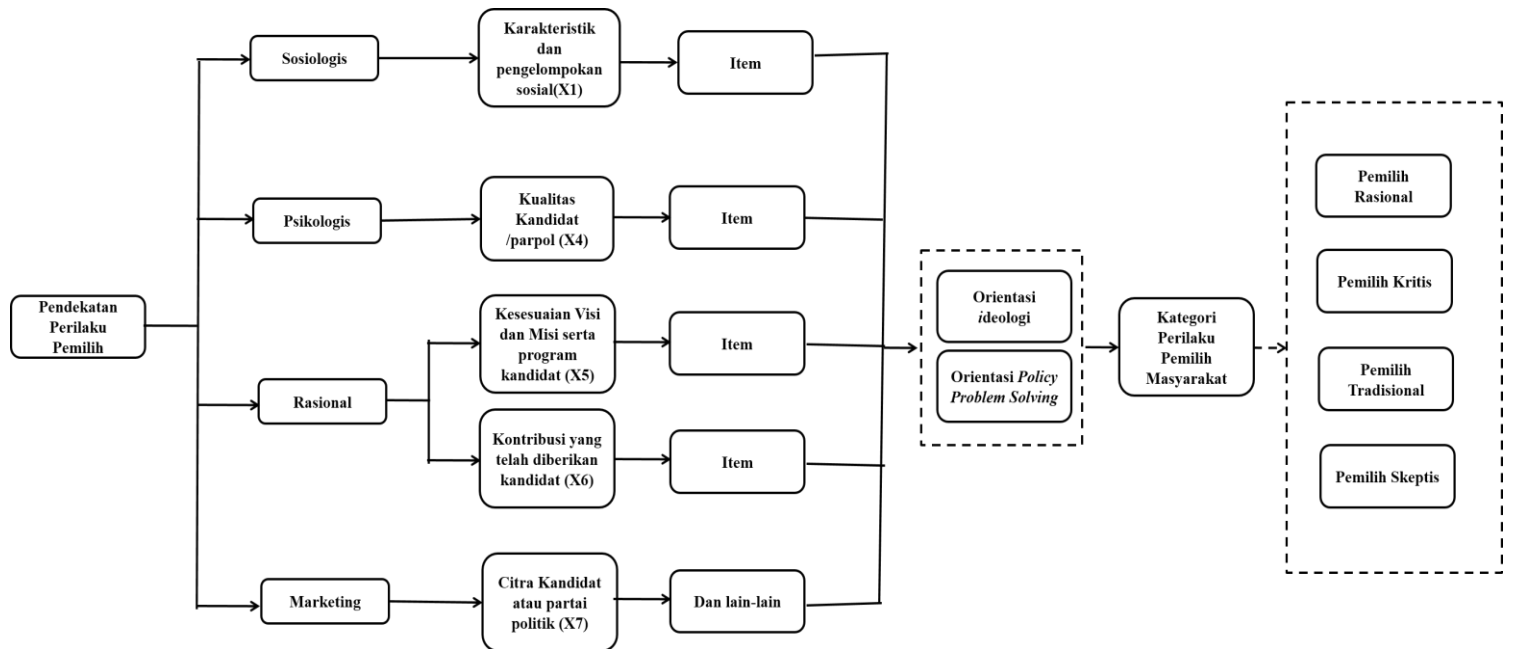 Pendekatan
Perilaku
Pemilih
Sosiologis
Karakteristik
dan
pengelompokan
sosial(X1)
Item
Psikologis
Kualitas
Kandidat
/parpol (X4)
Item
Rasional
Kesesuaian Visi
dan Misi serta
program
kandidat (X5)
Item
Kontribusi yang
telah diberikan
kandidat (X6)
Item
Marketing
Citra Kandidat
atau partai
politik (X7)
Dan lain-lain
Orientasi
ideologi
Orientasi Policy
Problem Solving
Kategori
Perilaku
Pemilih
Masyarakat
Pemilih
Rasional
Pemilih Kritis
Pemilih
Tradisional
Pemilih Skeptis